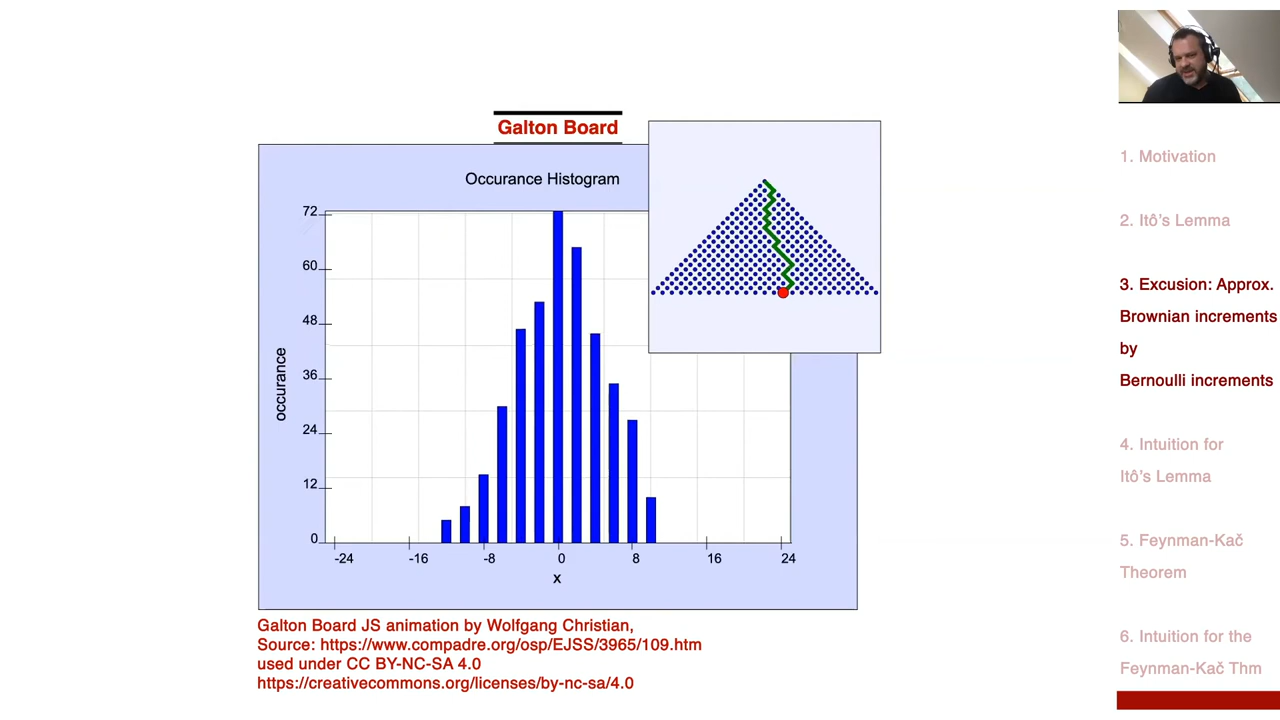 Galton Board
Occurance Histogram
72
60
48
36
24
12
0
occurance
-24 -16 -8 0 8 16 24
x
Galton Board JS animation by Wolfgang Christian,
Source: https://www.compadre.org/osp/EJSS/3965/109.htm
used under CC BY-NC-SA 4.0
https://creativecommons.org/licenses/by-nc-sa/4.0
1. Motivation
2. Itô’s Lemma
3. Excusion: Approx.
Brownian increments
by
Bernoulli increments
4. Intuition for
Itô’s Lemma
5. Feynman-Kač
Theorem
6. Intuition for the
Feynman-Kač Thm